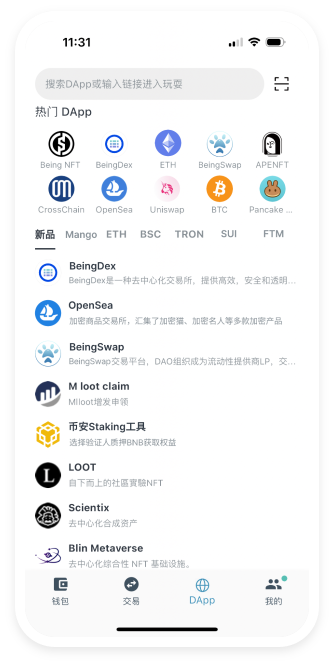 11:31
搜索DApp或输入链接进入玩耍
热门 DApp
Being NFT BeingDex ETH BeingSwap APENFT
CrossChain OpenSea Uniswap BTC Pancake ...
新品 Mango ETH BSC TRON SUI FTM
BeingDex
BeingDex是一种去中心化交易所，提供高效，安全和透明...
OpenSea
加密商品交易所，汇集了加密猫、加密名人等多款加密产品
BeingSwap
BeingSwap交易平台，DAO组织成为流动性提供商LP，交...
M loot claim
Mloot增发申领
币安Staking工具
选择验证人质押BNB获取权益
L
LOOT
自下而上的社區實驗NFT
Scientix
去中心化合成资产
Blin Metaverse
去中心化综合性 NFT 基础设施。
钱包 交易 DApp 我的